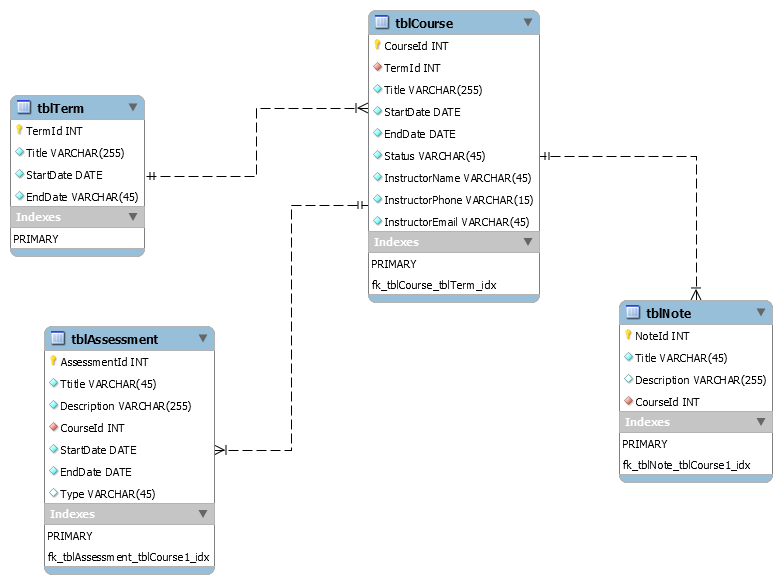 tblCourse
CourseId INT
TermId INT
Title VARCHAR(255)
StartDate DATE
EndDate DATE
Status VARCHAR(45)
InstructorName VARCHAR(45)
InstructorPhone VARCHAR(15)
InstructorEmail VARCHAR(45)
Indexes
PRIMARY
fk_tblCourse_tblTerm_idx
tblTerm
TermId INT
Title VARCHAR(255)
StartDate DATE
EndDate VARCHAR(45)
Indexes
PRIMARY
tblAssessment
AssessmentId INT
Ttitle VARCHAR(45)
Description VARCHAR(255)
CourseId INT
StartDate DATE
EndDate DATE
Type VARCHAR(45)
Indexes
PRIMARY
fk_tblAssessment_tblCourse1_idx
tblNote
NoteId INT
Title VARCHAR(45)
Description VARCHAR(255)
CourseId INT
Indexes
PRIMARY
fk_tblNote_tblCourse1_idx